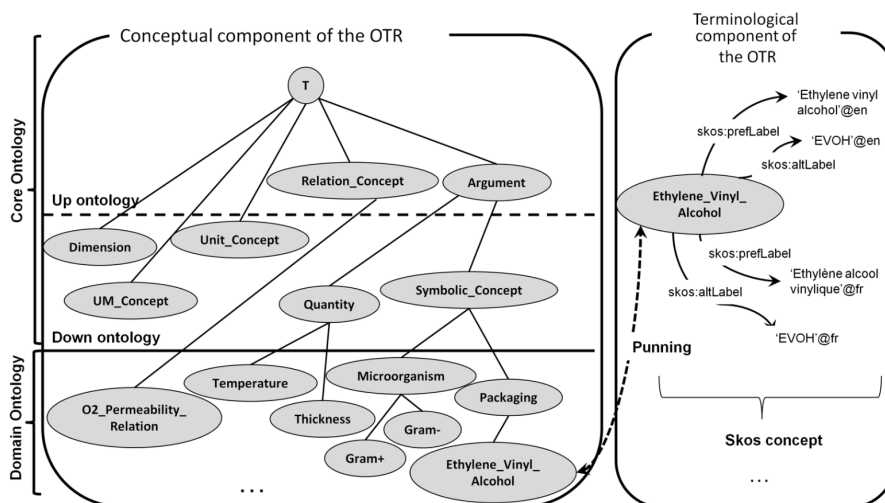 Conceptual component of the OTR
Terminological
component of
the OTR
Core Ontology
Domain Ontology
T
Relation_Concept
Argument
Up ontology
Dimension
Unit_Concept
UM_Concept
Quantity
Symbolic_Concept
Down ontology
Temperature
Microorganism
O2_Permeability_
Relation
Thickness
Packaging
Gram-
Gram+
Ethylene_Vinyl_
Alcohol
...
Punning
'Ethylene vinyl
alcohol'@en
skos:prefLabel
'EVOH'@en
skos:altLabel
Ethylene_Vinyl_
Alcohol
skos:prefLabel
'Ethylène alcool
vinylique'@fr
skos:altLabel
'EVOH'@fr
Skos concept
...